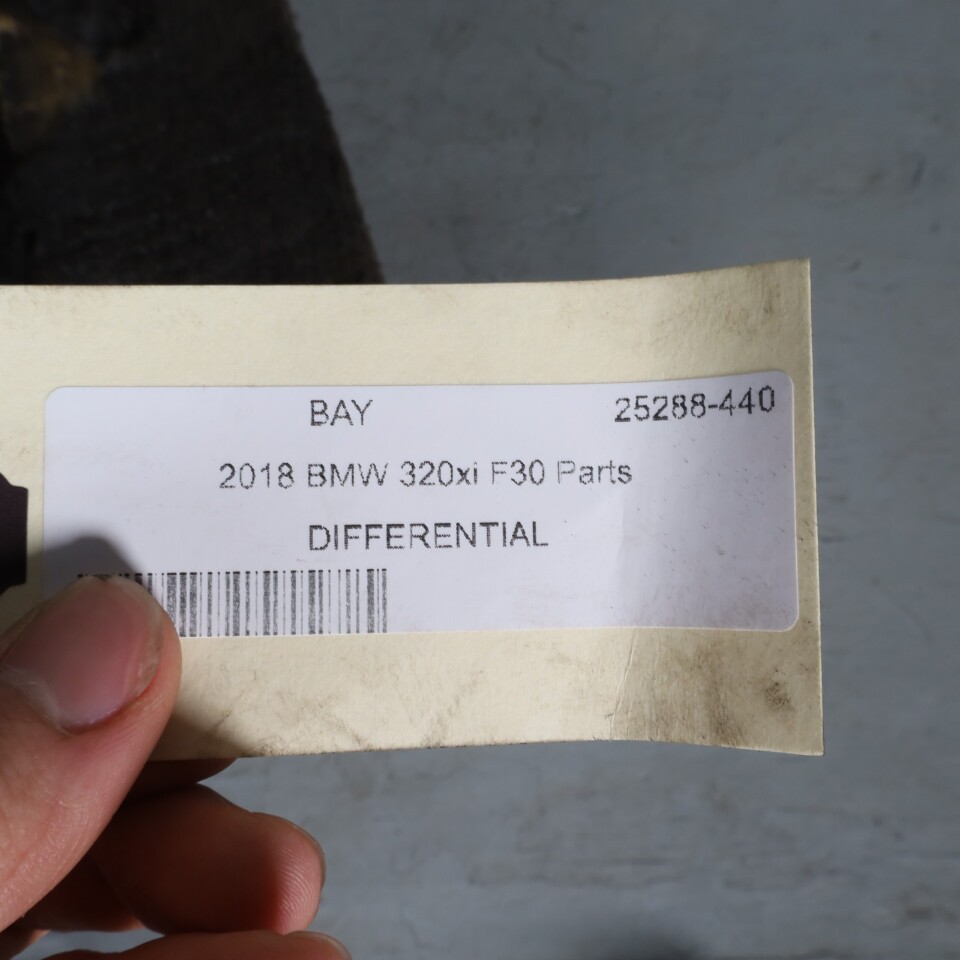 BAY 25288-440
2018 BMW 320xi F30 Parts
DIFFERENTIAL